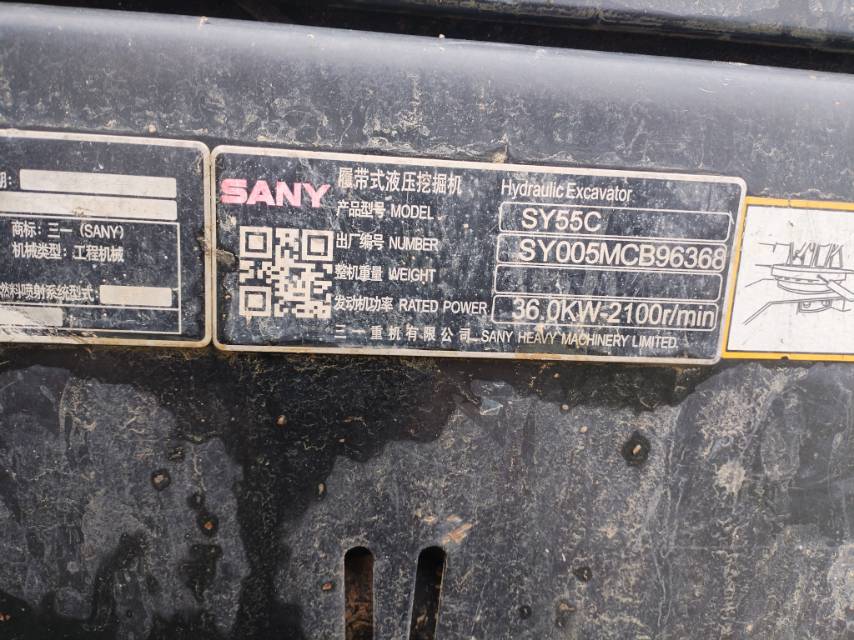 期:
商标: 三一 (SANY)
机械类型: 工程机械
燃料喷射系统型式:
SANY 履带式液压挖掘机 Hydraulic Excavator
产品型号 MODEL SY55C
出厂编号 NUMBER SY005MCB96368
整机重量 WEIGHT
发动机功率 RATED POWER 36.0KW-2100r/min
三一重机有限公司 SANY HEAVY MACHINERY LIMITED.